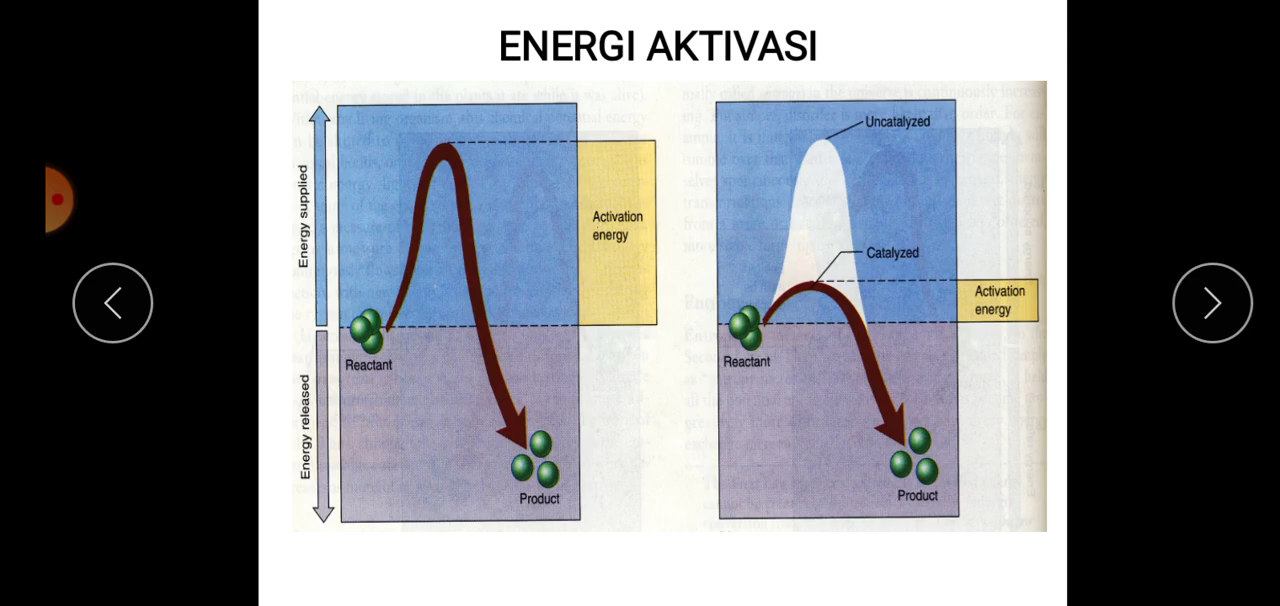 ENERGI AKTIVASI
Energy supplied
Energy released
Activation
energy
Reactant
Product
Uncatalyzed
Catalyzed
Activation
energy
Reactant
Product